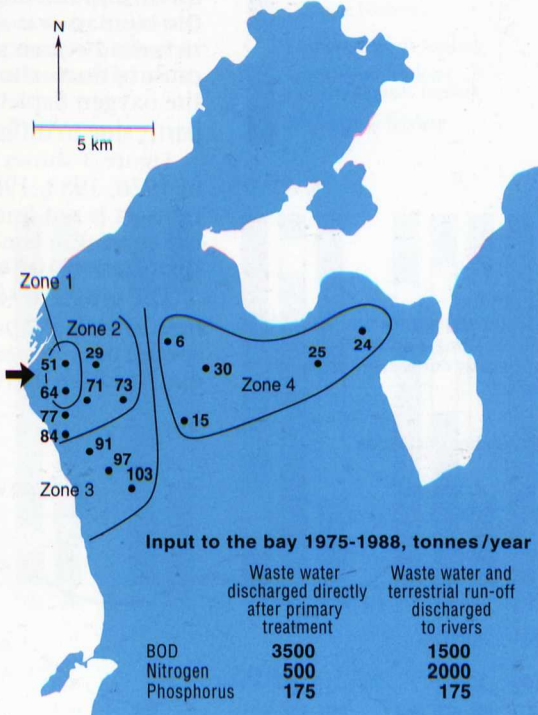 N
5 km
Zone 1
Zone 2
51
29
64
71
73
77
84
91
97
Zone 3
103
6
24
25
30
Zone 4
15
Input to the bay 1975-1988, tonnes/year
Waste water discharged directly after primary treatment
Waste water and terrestrial run-off discharged to rivers
BOD 3500 1500
Nitrogen 500 2000
Phosphorus 175 175